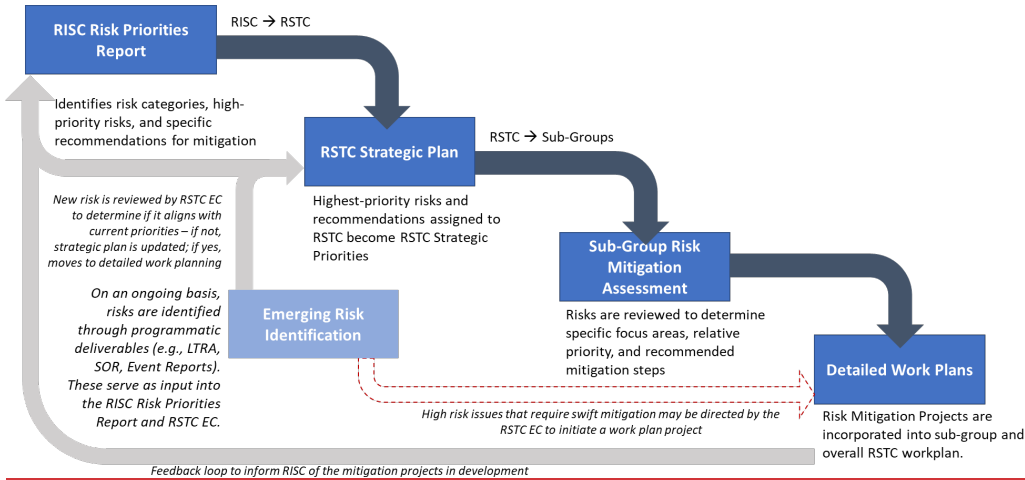 RISC Risk Priorities
Report
RISC → RSTC
Identifies risk categories, high-
priority risks, and specific
recommendations for mitigation
RSTC Strategic Plan
RSTC → Sub-Groups
Highest-priority risks and
recommendations assigned to
RSTC become RSTC Strategic
Priorities
New risk is reviewed by RSTC EC
to determine if it aligns with
current priorities – if not,
strategic plan is updated; if yes,
moves to detailed work planning
Sub-Group Risk
Mitigation
Assessment
Risks are reviewed to determine
specific focus areas, relative
priority, and recommended
mitigation steps
On an ongoing basis,
risks are identified
through programmatic
deliverables (e.g., LTRA,
SOR, Event Reports).
These serve as input into
the RISC Risk Priorities
Report and RSTC EC.
Emerging Risk
Identification
Detailed Work Plans
High risk issues that require swift mitigation may be directed by the
RSTC EC to initiate a work plan project
Risk Mitigation Projects are
incorporated into sub-group and
overall RSTC workplan.
Feedback loop to inform RISC of the mitigation projects in development